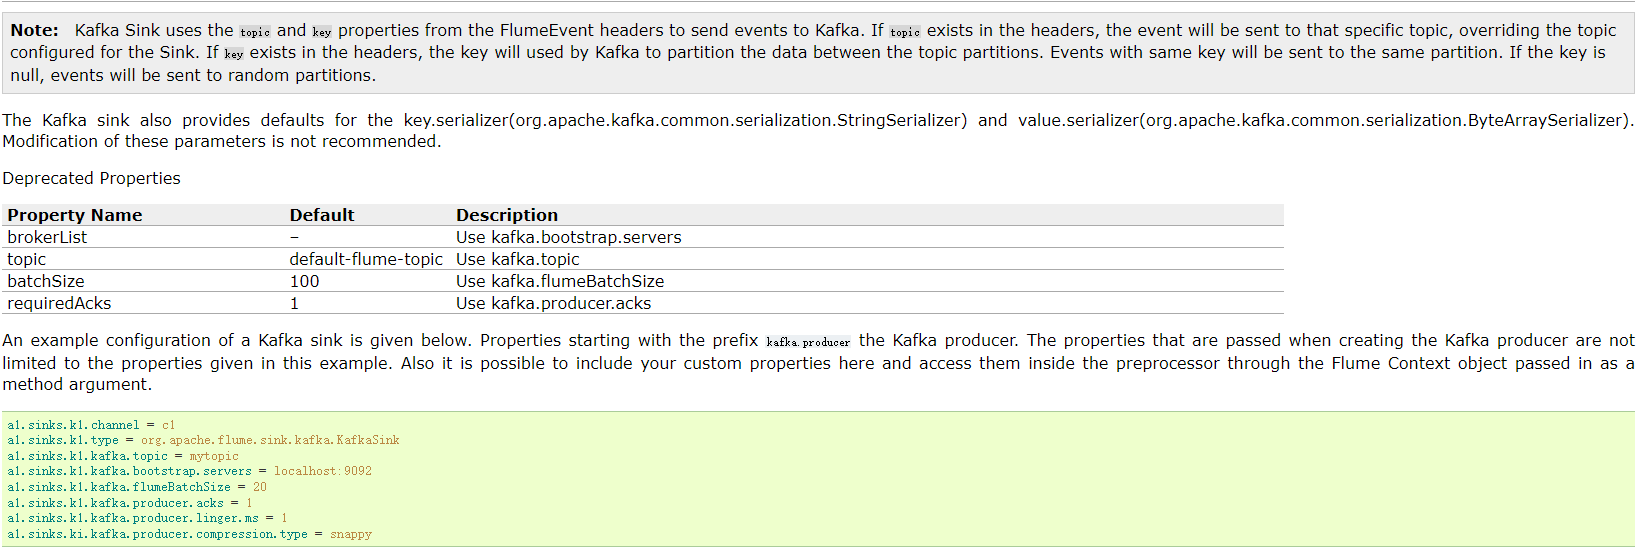 Note: Kafka Sink uses the topic and key properties from the FlumeEvent headers to send events to Kafka. If topic exists in the headers, the event will be sent to that specific topic, overriding the topic
configured for the Sink. If key exists in the headers, the key will used by Kafka to partition the data between the topic partitions. Events with same key will be sent to the same partition. If the key is
null, events will be sent to random partitions.
The Kafka sink also provides defaults for the key.serializer(org.apache.kafka.common.serialization.StringSerializer) and value.serializer(org.apache.kafka.common.serialization.ByteArraySerializer).
Modification of these parameters is not recommended.
Deprecated Properties
Property Name Default Description
brokerList – Use kafka.bootstrap.servers
topic default-flume-topic Use kafka.topic
batchSize 100 Use kafka.flumeBatchSize
requiredAcks 1 Use kafka.producer.acks
An example configuration of a Kafka sink is given below. Properties starting with the prefix kafka.producer the Kafka producer. The properties that are passed when creating the Kafka producer are not
limited to the properties given in this example. Also it is possible to include your custom properties here and access them inside the preprocessor through the Flume Context object passed in as a
method argument.
a1.sinks.k1.channel = c1
a1.sinks.k1.type = org.apache.flume.sink.kafka.KafkaSink
a1.sinks.k1.kafka.topic = mytopic
a1.sinks.k1.kafka.bootstrap.servers = localhost:9092
a1.sinks.k1.kafka.flumeBatchSize = 20
a1.sinks.k1.kafka.producer.acks = 1
a1.sinks.k1.kafka.producer.linger.ms = 1
a1.sinks.ki.kafka.producer.compression.type = snappy